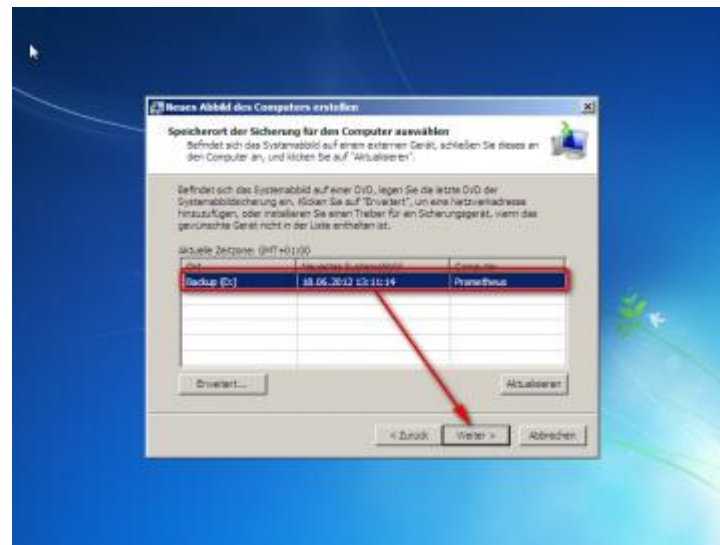 Neues Abbild des Computers erstellen
Speicherort der Sicherung für den Computer auswählen
Befindet sich das Systemabbild auf einem externen Gerät, schließen Sie dieses an
den Computer an, und klicken Sie auf "Aktualisieren".
Befindet sich das Systemabbild auf einer DVD, legen Sie die letzte DVD der
Systemabbildsicherung ein. Klicken Sie auf "Erweitert", um eine Netzwerkadresse
hinzuzufügen, oder installieren Sie einen Treiber für ein Sicherungsgerät, wenn das
gewünschte Gerät nicht in der Liste enthalten ist.
Aktuelle Zeitzone: GMT+01:00
Ort Neuestes Systemabbild Computer
Backup (D:) 18.06.2012 13:11:14 Prometheus
Erweitert... Aktualisieren
< Zurück Weiter > Abbrechen